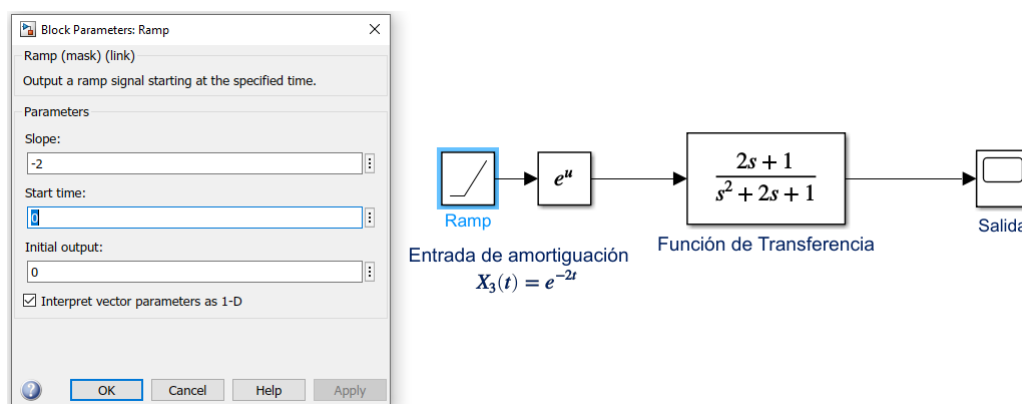 Block Parameters: Ramp
Ramp (mask) (link)
Output a ramp signal starting at the specified time.
Parameters
Slope:
-2
Start time:
0
Initial output:
0
Interpret vector parameters as 1-D
OK Cancel Help Apply
Ramp
e^u
Entrada de amortiguación
X₃(t) = e^{-2t}
2s + 1
s² + 2s + 1
Función de Transferencia
Salida